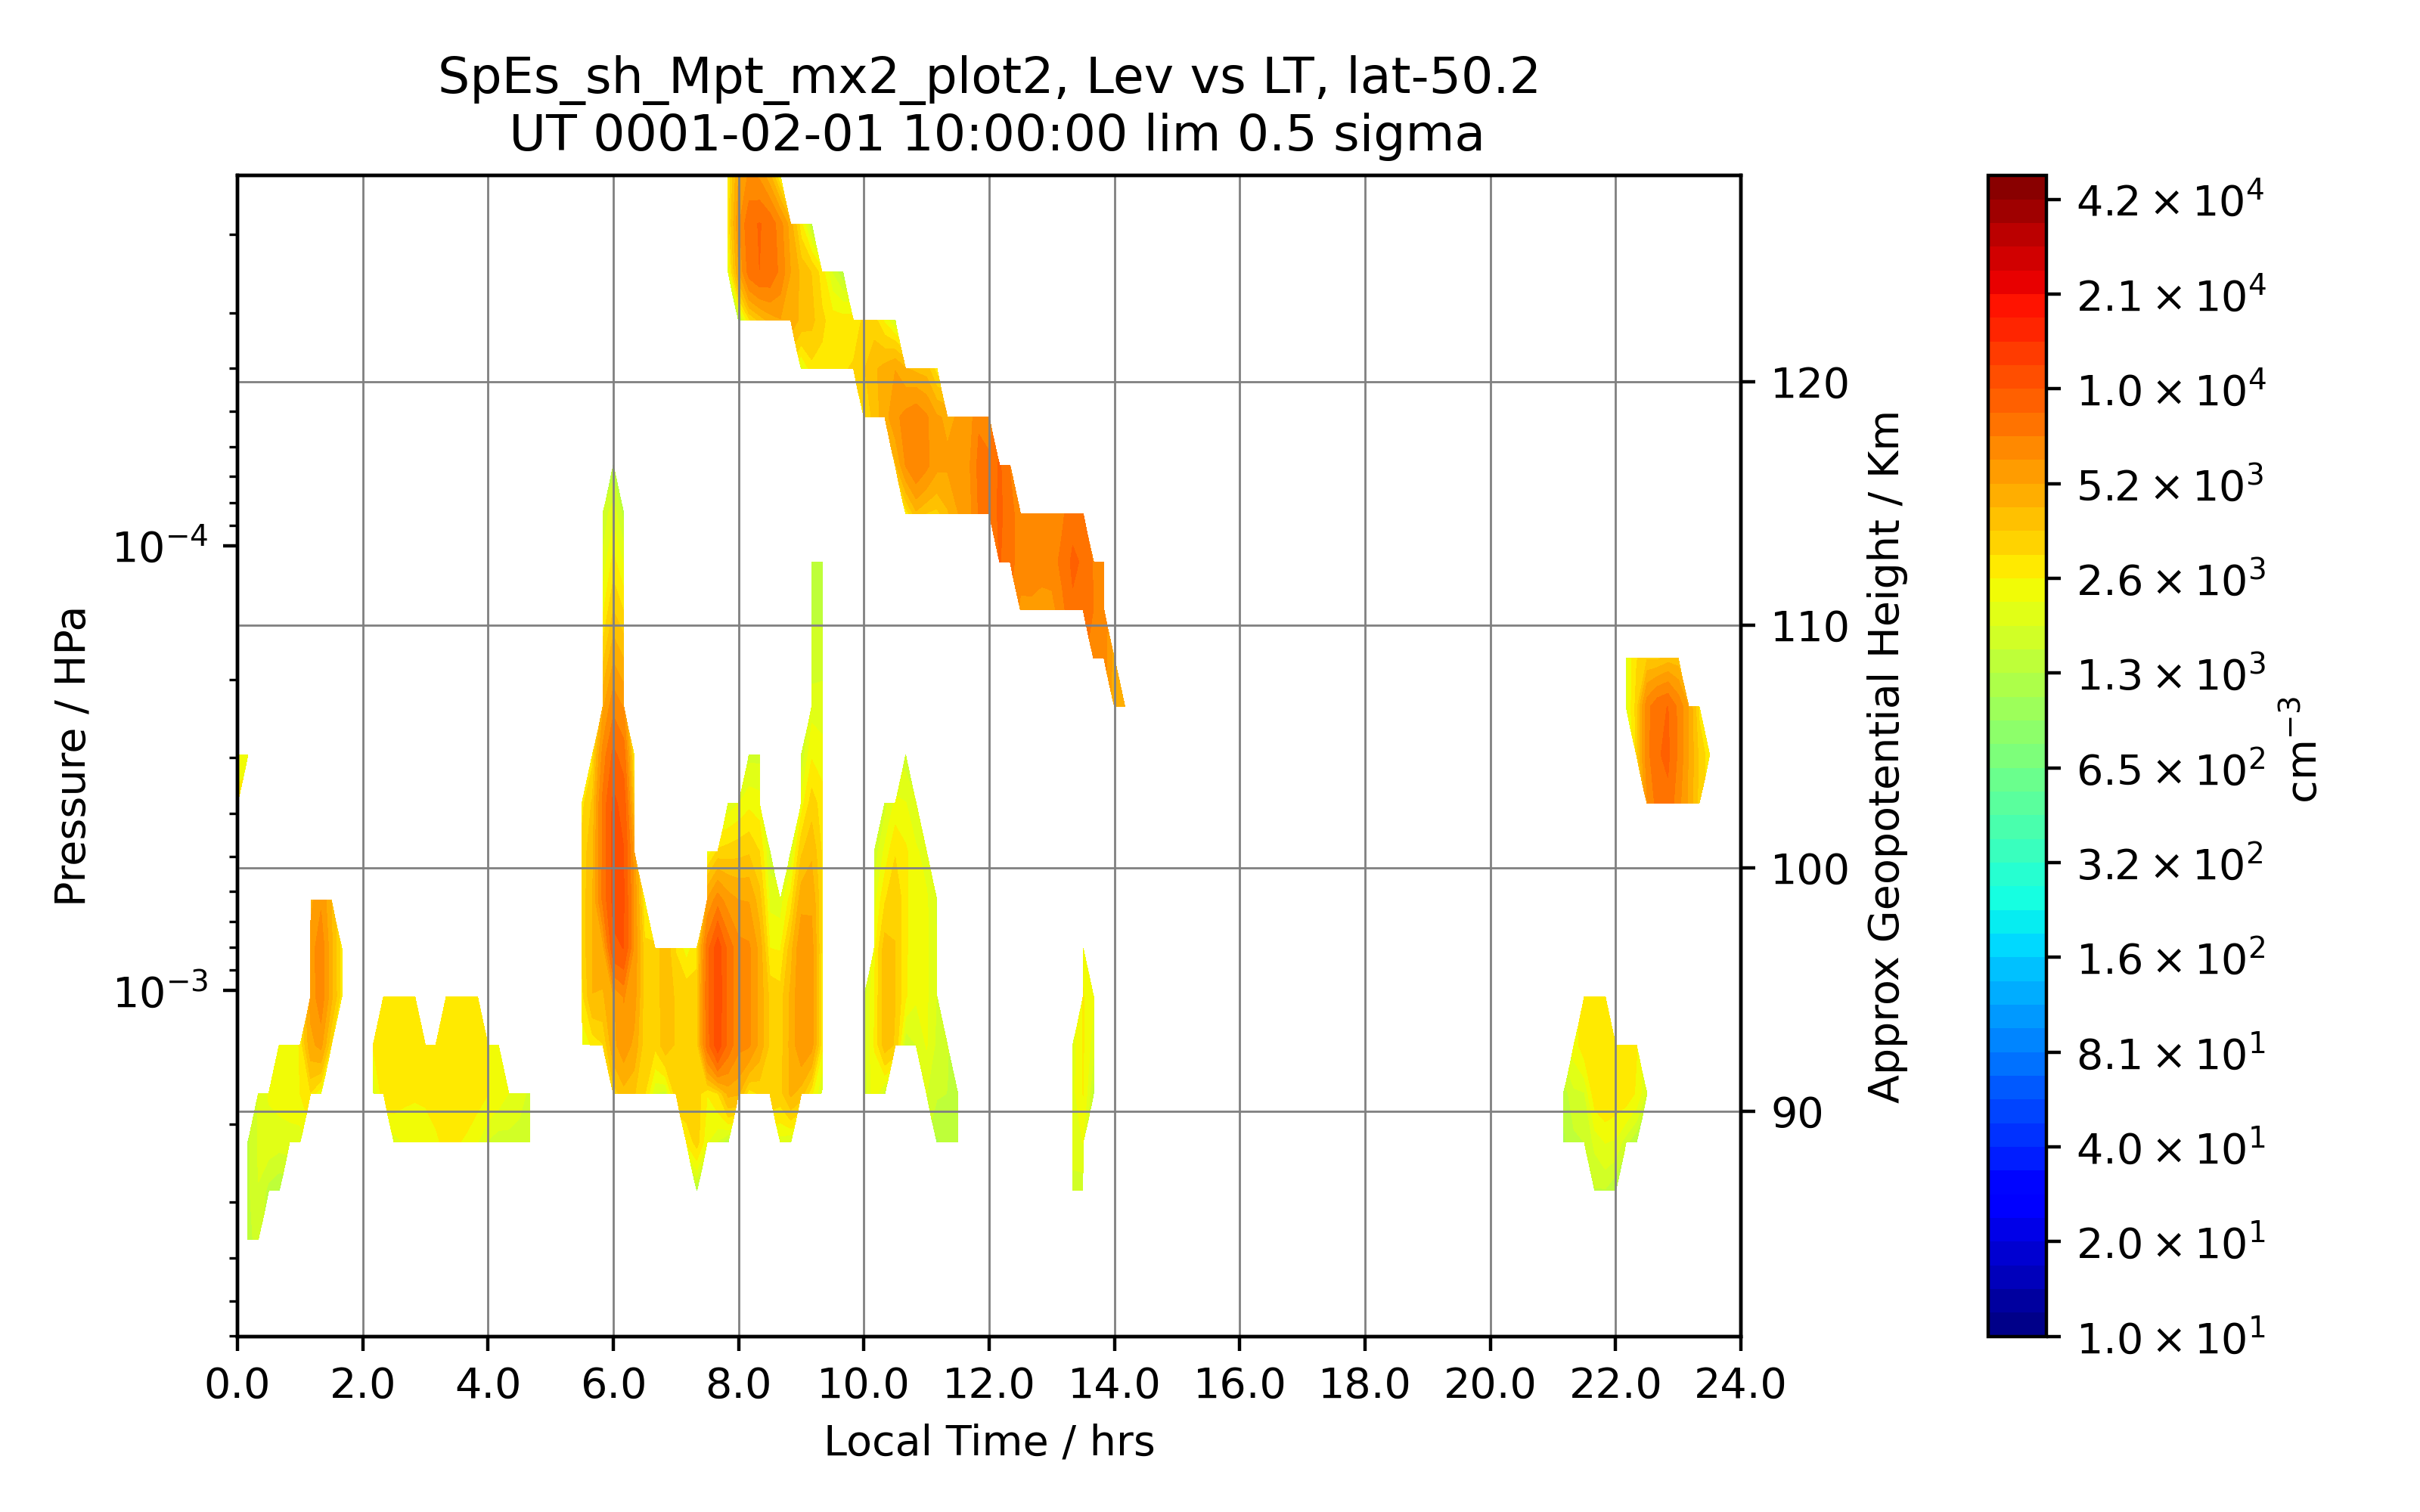 SpEs_sh_Mpt_mx2_plot2, Lev vs LT, lat-50.2
UT 0001-02-01 10:00:00 lim 0.5 sigma
Pressure / HPa
10⁻⁴
10⁻³
0.0 2.0 4.0 6.0 8.0 10.0 12.0 14.0 16.0 18.0 20.0 22.0 24.0
Local Time / hrs
120
110
100
90
Approx Geopotential Height / Km
4.2 × 10⁴
2.1 × 10⁴
1.0 × 10⁴
5.2 × 10³
2.6 × 10³
1.3 × 10³
6.5 × 10²
3.2 × 10²
1.6 × 10²
8.1 × 10¹
4.0 × 10¹
2.0 × 10¹
1.0 × 10¹
cm⁻³